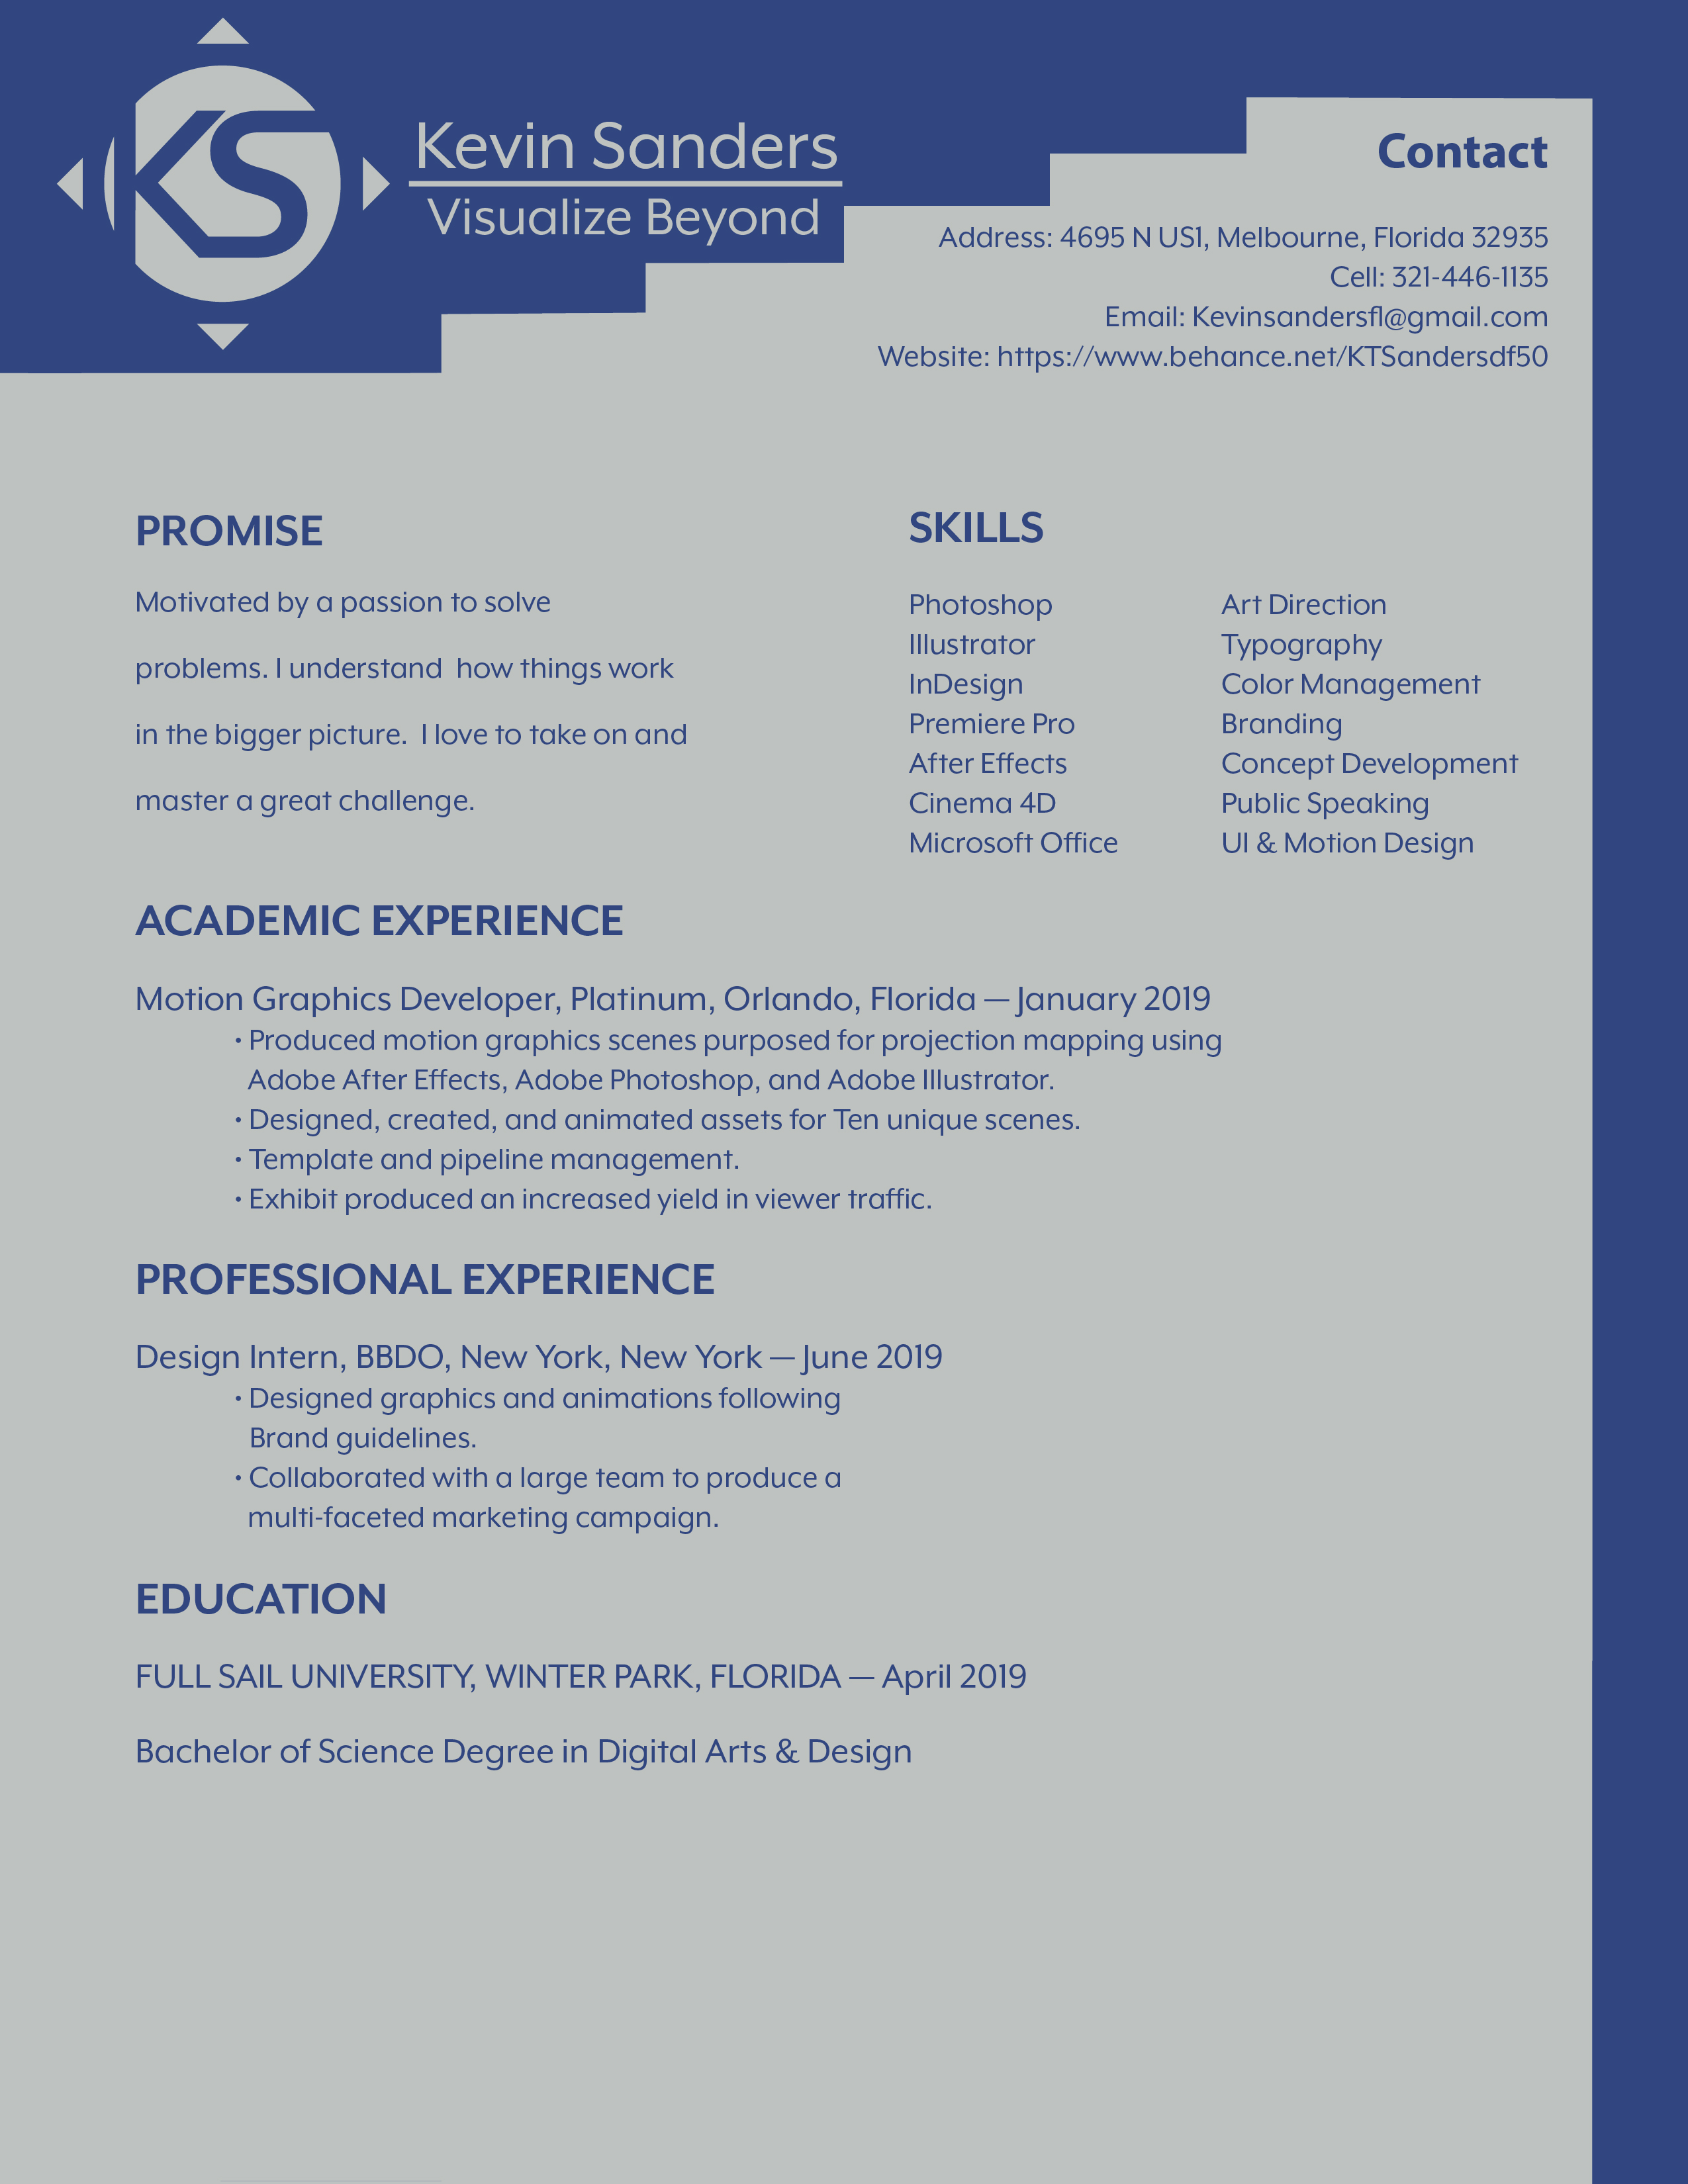 KS
Kevin Sanders
Visualize Beyond
Contact
Address: 4695 N US1, Melbourne, Florida 32935
Cell: 321-446-1135
Email: Kevinsandersfl@gmail.com
Website: https://www.behance.net/KTSandersdf50
PROMISE
Motivated by a passion to solve
problems. I understand  how things work
in the bigger picture.  I love to take on and
master a great challenge.
SKILLS
Photoshop
Illustrator
InDesign
Premiere Pro
After Effects
Cinema 4D
Microsoft Office
Art Direction
Typography
Color Management
Branding
Concept Development
Public Speaking
UI & Motion Design
ACADEMIC EXPERIENCE
Motion Graphics Developer, Platinum, Orlando, Florida — January 2019
• Produced motion graphics scenes purposed for projection mapping using
Adobe After Effects, Adobe Photoshop, and Adobe Illustrator.
• Designed, created, and animated assets for Ten unique scenes.
• Template and pipeline management.
• Exhibit produced an increased yield in viewer traffic.
PROFESSIONAL EXPERIENCE
Design Intern, BBDO, New York, New York — June 2019
• Designed graphics and animations following
Brand guidelines.
• Collaborated with a large team to produce a
multi-faceted marketing campaign.
EDUCATION
FULL SAIL UNIVERSITY, WINTER PARK, FLORIDA — April 2019
Bachelor of Science Degree in Digital Arts & Design